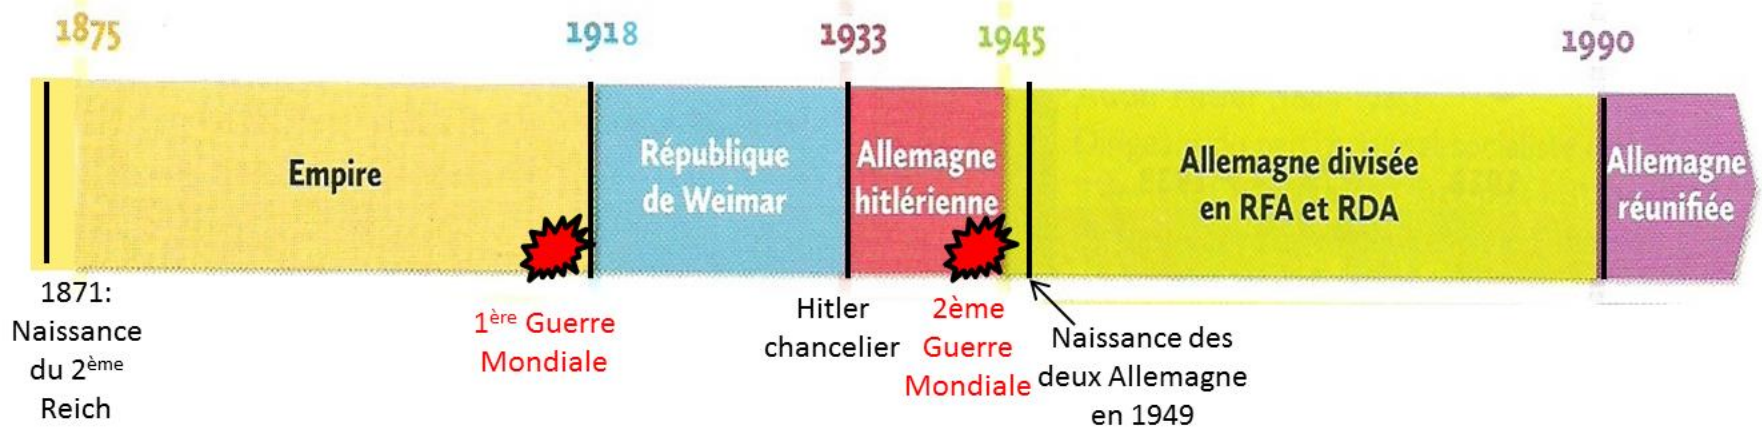 1875
1918
1933
1945
1990
Empire
République
de Weimar
Allemagne
hitlérienne
Allemagne divisée
en RFA et RDA
Allemagne
réunifiée
1871:
Naissance
du 2ème
Reich
1ère Guerre
Mondiale
Hitler
chancelier
2ème
Guerre
Mondiale
Naissance des
deux Allemagne
en 1949